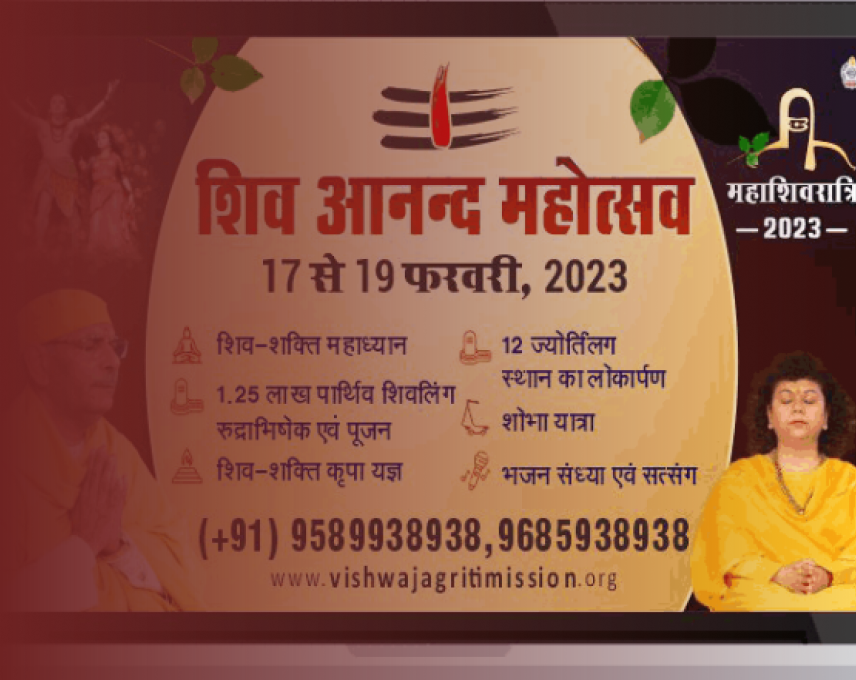 शिव आनन्द महोत्सव
17 से 19 फरवरी, 2023
शिव-शक्ति महाध्यान
1.25 लाख पार्थिव शिवलिंग
रुद्राभिषेक एवं पूजन
शिव-शक्ति कृपा यज्ञ
12 ज्योर्तिंलग
स्थान का लोकार्पण
शोभा यात्रा
भजन संध्या एवं सत्संग
(+91) 9589938938,9685938938
www.vishwajagritimission.org
महाशिवरात्रि
–2023–